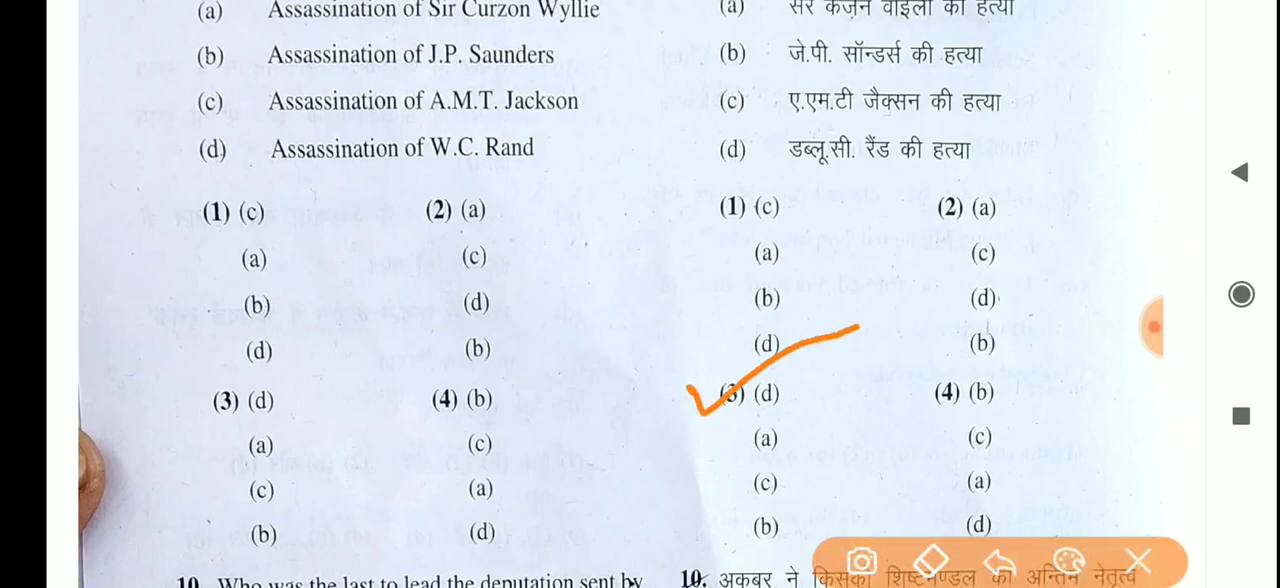 (a) Assassination of Sir Curzon Wyllie
(b) Assassination of J.P. Saunders
(c) Assassination of A.M.T. Jackson
(d) Assassination of W.C. Rand
(1) (c) (2) (a)
(a) (c)
(b) (d)
(d) (b)
(3) (d) (4) (b)
(a) (c)
(c) (a)
(b) (d)
10. Who was the last to lead the deputation sent by
(a) सर कर्ज़न वाइली की हत्या
(b) जे.पी. सॉन्डर्स की हत्या
(c) ए.एम.टी जैक्सन की हत्या
(d) डब्लू.सी. रैंड की हत्या
(1) (c) (2) (a)
(a) (c)
(b) (d)
(d) (b)
(3) (d) (4) (b)
(a) (c)
(c) (a)
(b) (d)
10. अकबर ने किसका शिष्टमण्डल का अन्तिम नेतृत्व